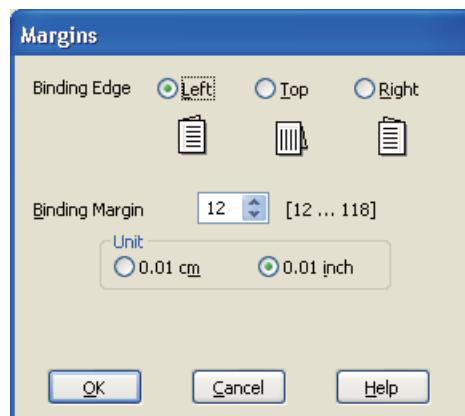 Margins
Binding Edge Left Top Right
Binding Margin 12 [12 ... 118]
Unit
0.01 cm 0.01 inch
OK Cancel Help